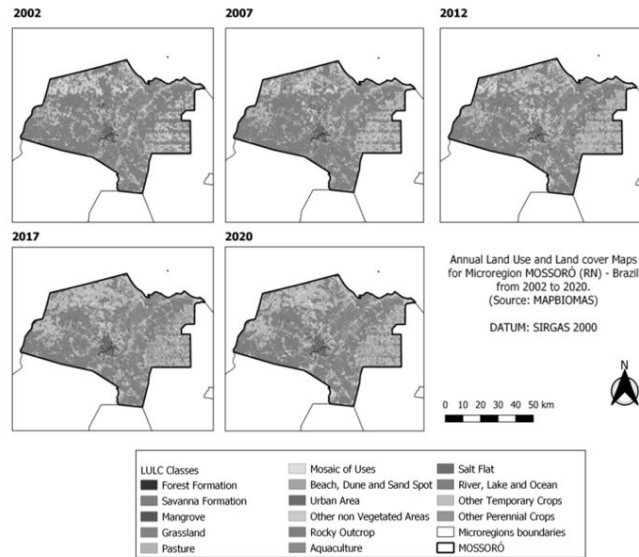 2002
2007
2012
2017
2020
Annual Land Use and Land cover Maps
for Microregion MOSSORÓ (RN) - Brazil
from 2002 to 2020.
(Source: MAPBIOMAS)
DATUM: SIRGAS 2000
N
0 10 20 30 40 50 km
LULC Classes
Forest Formation
Savanna Formation
Mangrove
Grassland
Pasture
Mosaic of Uses
Beach, Dune and Sand Spot
Urban Area
Other non Vegetated Areas
Rocky Outcrop
Aquaculture
Salt Flat
River, Lake and Ocean
Other Temporary Crops
Other Perennial Crops
Microregions boundaries
MOSSORÓ